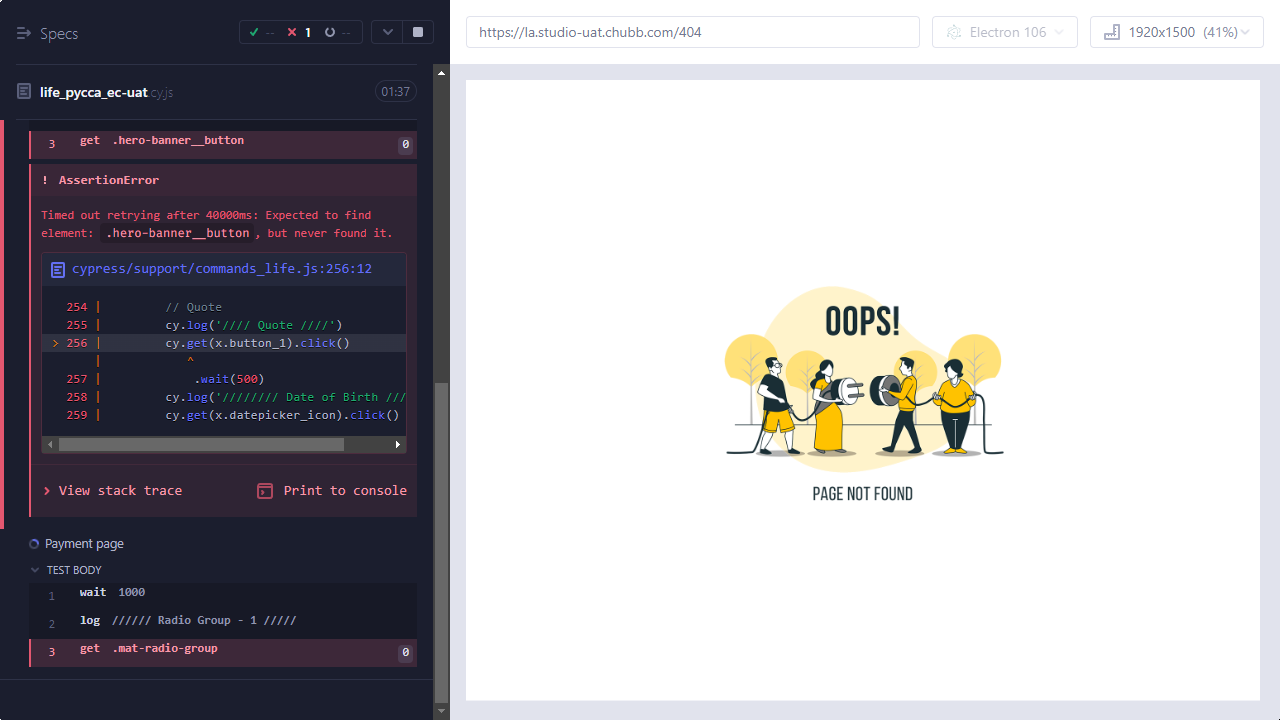 Specs
-- 1 --
https://la.studio-uat.chubb.com/404
Electron 106
1920x1500 (41%)
life_pycca_ec-uat.cy.js
01:37
3 get .hero-banner__button 0
! AssertionError
Timed out retrying after 40000ms: Expected to find
element: .hero-banner__button, but never found it.
cypress/support/commands_life.js:256:12
254 | // Quote
255 | cy.log('//// Quote ////')
> 256 | cy.get(x.button_1).click()
| ^
257 | .wait(500)
258 | cy.log('//////// Date of Birth ///
259 | cy.get(x.datepicker_icon).click()
View stack trace
Print to console
Payment page
TEST BODY
1 wait 1000
2 log ////// Radio Group - 1 /////
3 get .mat-radio-group 0
OOPS!
PAGE NOT FOUND